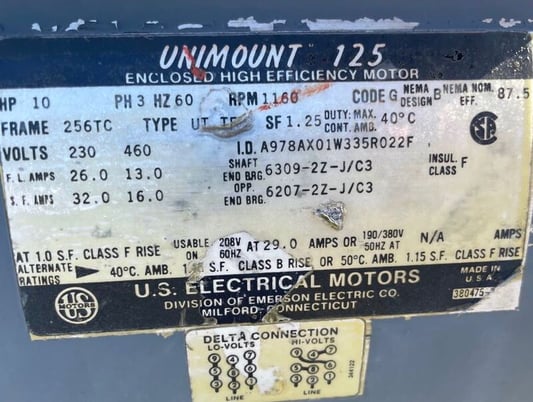 UNIMOUNT 125
ENCLOSED HIGH EFFICIENCY MOTOR
HP 10 PH 3 HZ 60 RPM 1160 CODE G NEMA DESIGN B NEMA NOM. EFF. 87.5
FRAME 256TC TYPE UT SF 1.25 DUTY: MAX. CONT. AMB. 40°C
VOLTS 230 460 I.D. A978AX01W335R022F
F.L. AMPS 26.0 13.0 SHAFT END BRG. 6309-2Z-J/C3 INSUL. CLASS F
S.F. AMPS 32.0 16.0 OPP. END BRG. 6207-2Z-J/C3
AT 1.0 S.F. CLASS F RISE USABLE ON 208V 60HZ AT 29.0 AMPS OR 190/380V 50HZ AT N/A AMPS
ALTERNATE RATINGS 40°C. AMB. S.F. CLASS B RISE OR 50°C. AMB. 1.15 S.F. CLASS F RISE
U.S. ELECTRICAL MOTORS
DIVISION OF EMERSON ELECTRIC CO.
MILFORD, CONNECTICUT
MADE IN U.S.A.
380475-
US MOTORS
DELTA CONNECTION
LO-VOLTS HI-VOLTS
LINE LINE